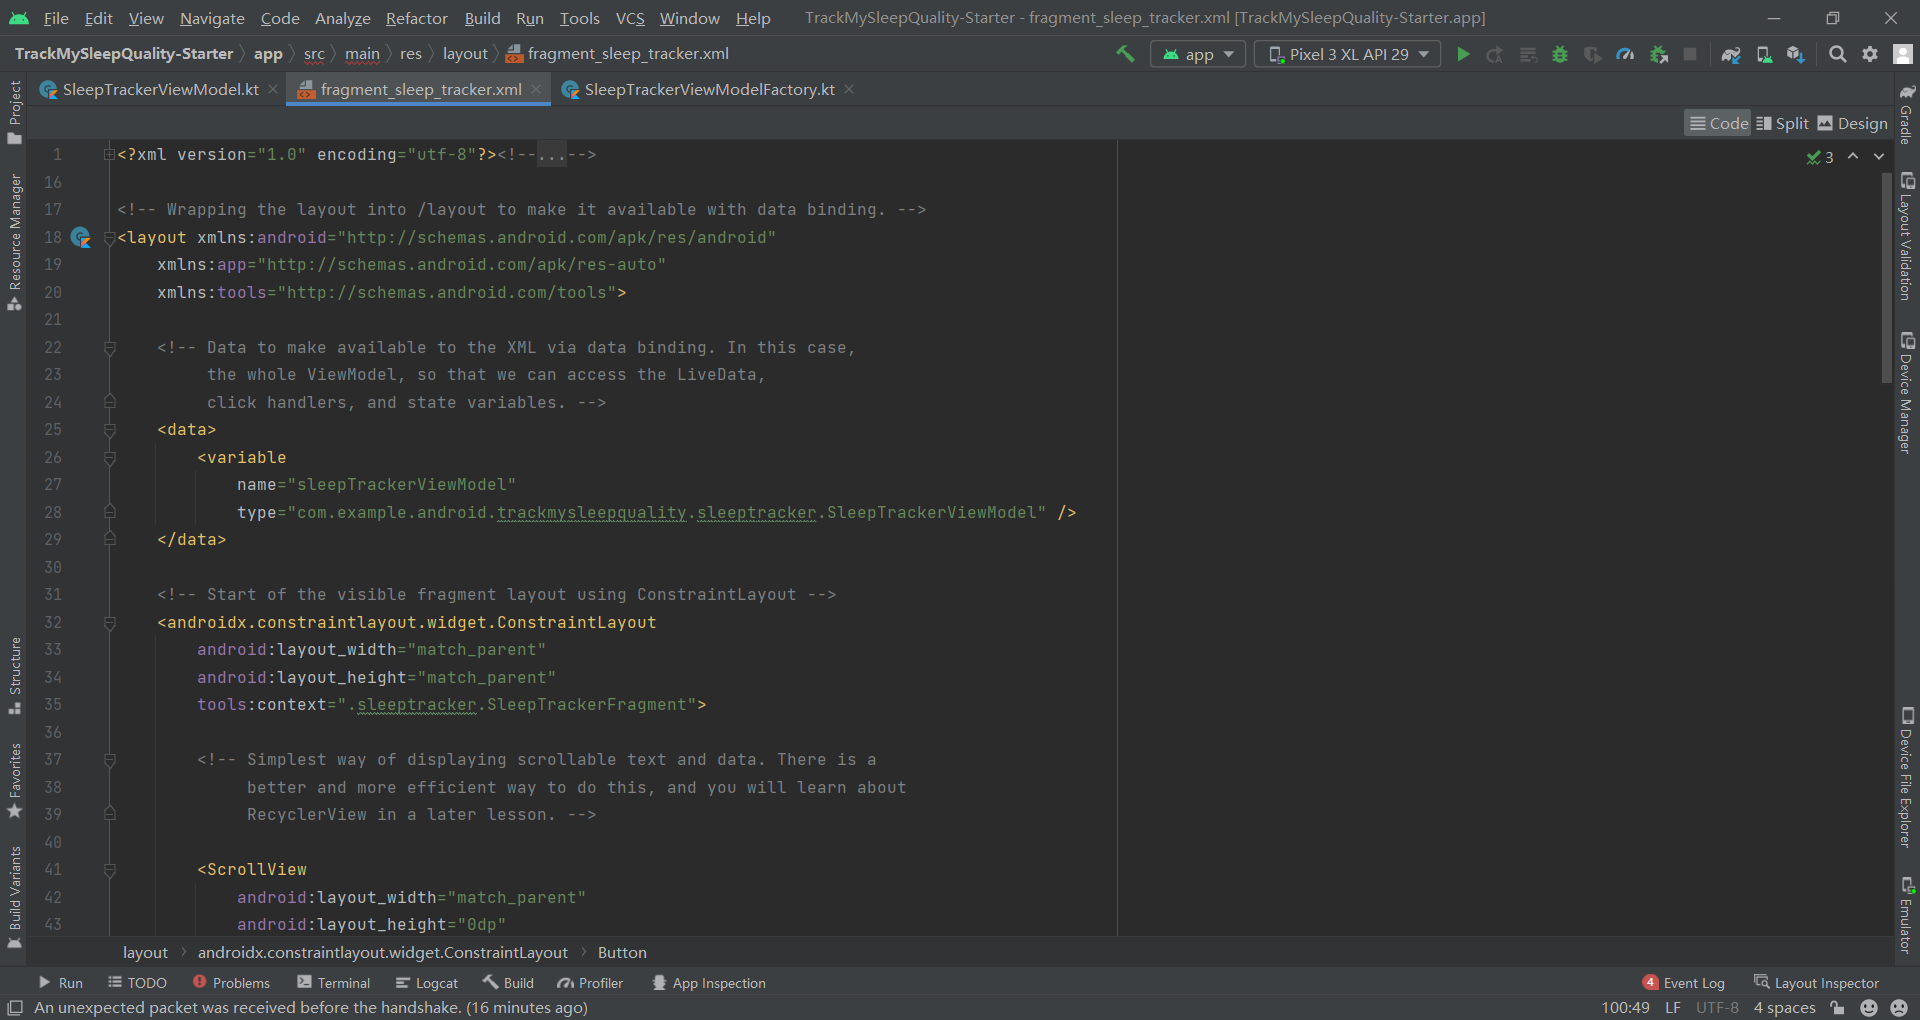 File Edit View Navigate Code Analyze Refactor Build Run Tools VCS Window Help TrackMySleepQuality-Starter - fragment_sleep_tracker.xml [TrackMySleepQuality-Starter.app]
TrackMySleepQuality-Starter app src main res layout fragment_sleep_tracker.xml app Pixel 3 XL API 29
SleepTrackerViewModel.kt fragment_sleep_tracker.xml SleepTrackerViewModelFactory.kt
Code Split Design
1 <?xml version="1.0" encoding="utf-8"?><!--...--> 3
16
17 <!-- Wrapping the layout into /layout to make it available with data binding. -->
18 <layout xmlns:android="http://schemas.android.com/apk/res/android"
19 xmlns:app="http://schemas.android.com/apk/res-auto"
20 xmlns:tools="http://schemas.android.com/tools">
21
22 <!-- Data to make available to the XML via data binding. In this case,
23 the whole ViewModel, so that we can access the LiveData,
24 click handlers, and state variables. -->
25 <data>
26 <variable
27 name="sleepTrackerViewModel"
28 type="com.example.android.trackmysleepquality.sleeptracker.SleepTrackerViewModel" />
29 </data>
30
31 <!-- Start of the visible fragment layout using ConstraintLayout -->
32 <androidx.constraintlayout.widget.ConstraintLayout
33 android:layout_width="match_parent"
34 android:layout_height="match_parent"
35 tools:context=".sleeptracker.SleepTrackerFragment">
36
37 <!-- Simplest way of displaying scrollable text and data. There is a
38 better and more efficient way to do this, and you will learn about
39 RecyclerView in a later lesson. -->
40
41 <ScrollView
42 android:layout_width="match_parent"
43 android:layout_height="0dp"
layout androidx.constraintlayout.widget.ConstraintLayout Button
Run TODO Problems Terminal Logcat Build Profiler App Inspection 4 Event Log Layout Inspector
An unexpected packet was received before the handshake. (16 minutes ago) 100:49 LF UTF-8 4 spaces
Project
Resource Manager
Structure
Favorites
Build Variants
Gradle
Layout Validation
Device Manager
Device File Explorer
Emulator